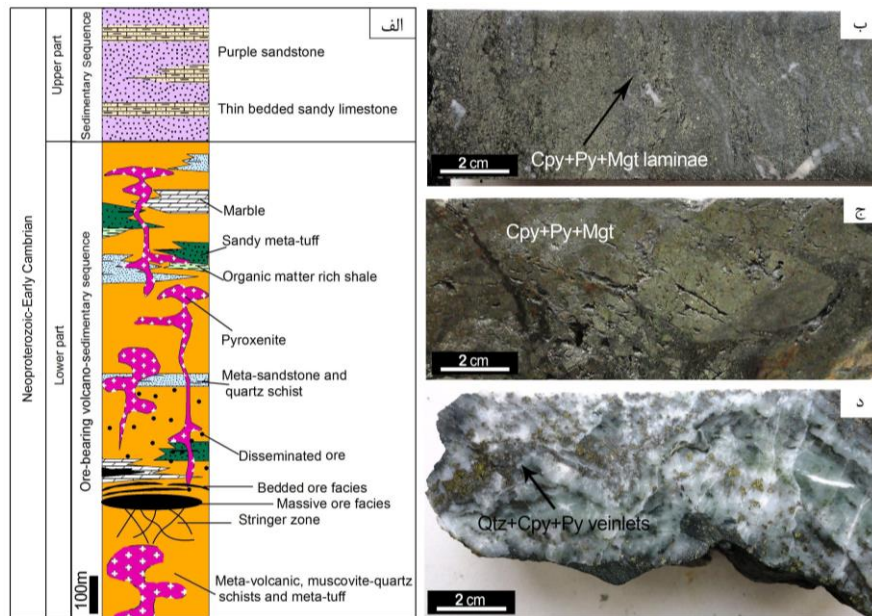 الف
Neoproterozoic-Early Cambrian
Upper part
Sedimentary sequence
Lower part
Ore-bearing volcano-sedimentary sequence
100m
Purple sandstone
Thin bedded sandy limestone
Marble
Sandy meta-tuff
Organic matter rich shale
Pyroxenite
Meta-sandstone and
quartz schist
Disseminated ore
Bedded ore facies
Massive ore facies
Stringer zone
Meta-volcanic, muscovite-quartz
schists and meta-tuff
ب
Cpy+Py+Mgt laminae
2 cm
ج
Cpy+Py+Mgt
2 cm
د
Qtz+Cpy+Py veinlets
2 cm